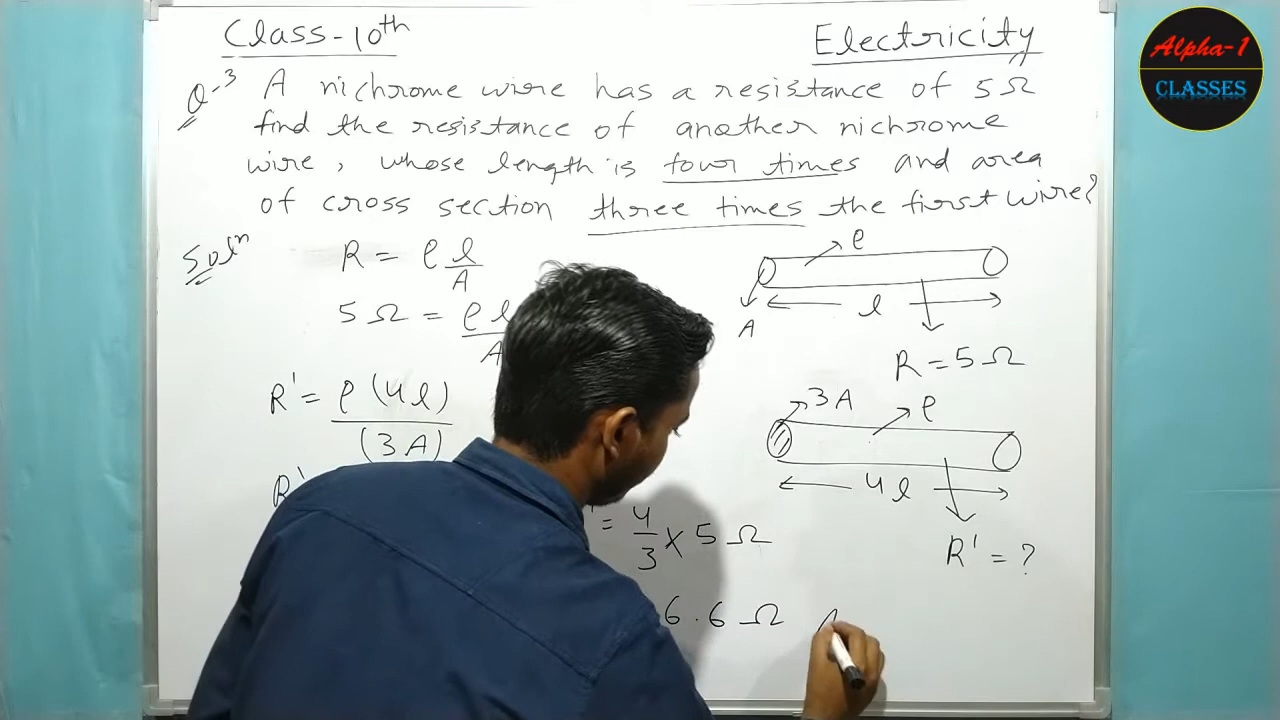 Class-10th
Electricity
Alpha-1
CLASSES
Q-3 A nichrome wire has a resistance of 5Ω
find the resistance of another nichrome
wire, whose length is four times and area
of cross section three times the first wire?
Soln
R = ρ l/A
5Ω = ρ l/A
R' = ρ (4l)/(3A)
R'
' = 4/3 × 5 Ω
6.6 Ω
ρ
A
l
R = 5Ω
3A
ρ
4l
R' = ?